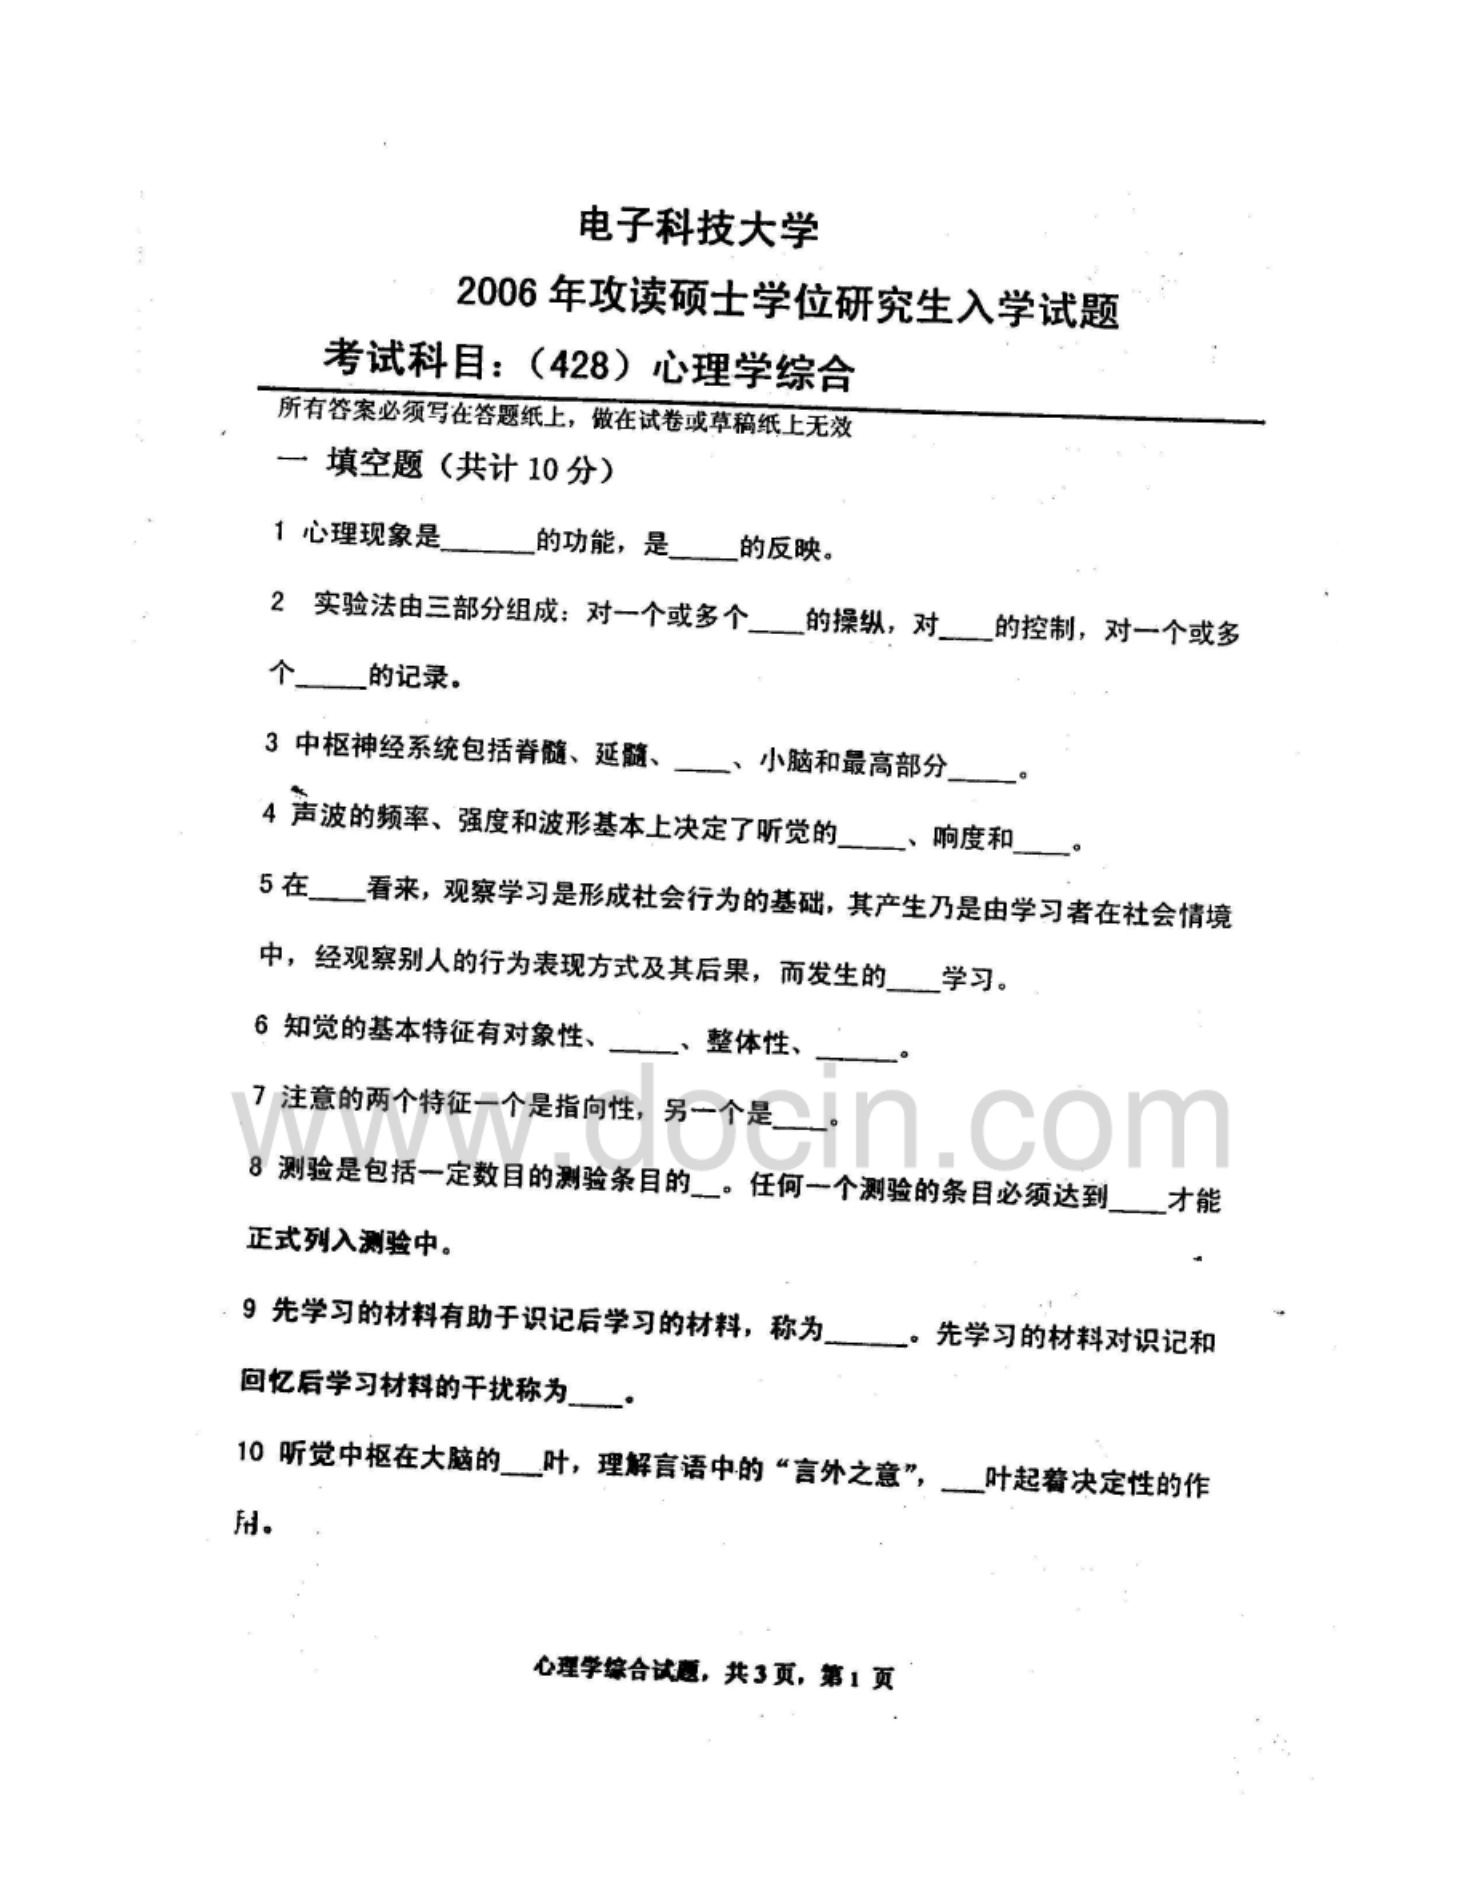 电子科技大学
2006 年攻读硕士学位研究生入学试题
考试科目：（428）心理学综合
所有答案必须写在答题纸上，做在试卷或草稿纸上无效
一 填空题（共计 10 分）
1 心理现象是______的功能，是_____的反映。
2 实验法由三部分组成：对一个或多个____的操纵，对____的控制，对一个或多
个_____的记录。
3 中枢神经系统包括脊髓、延髓、____、小脑和最高部分_____。
4 声波的频率、强度和波形基本上决定了听觉的_____、响度和____。
5 在____看来，观察学习是形成社会行为的基础，其产生乃是由学习者在社会情境
中，经观察别人的行为表现方式及其后果，而发生的____学习。
6 知觉的基本特征有对象性、_____、整体性、______。
7 注意的两个特征一个是指向性，另一个是____。
8 测验是包括一定数目的测验条目的__。任何一个测验的条目必须达到____才能
正式列入测验中。
9 先学习的材料有助于识记后学习的材料，称为______。先学习的材料对识记和
回忆后学习材料的干扰称为____。
10 听觉中枢在大脑的___叶，理解言语中的“言外之意”，___叶起着决定性的作
用。
心理学综合试题，共 3 页，第 1 页
www.docin.com